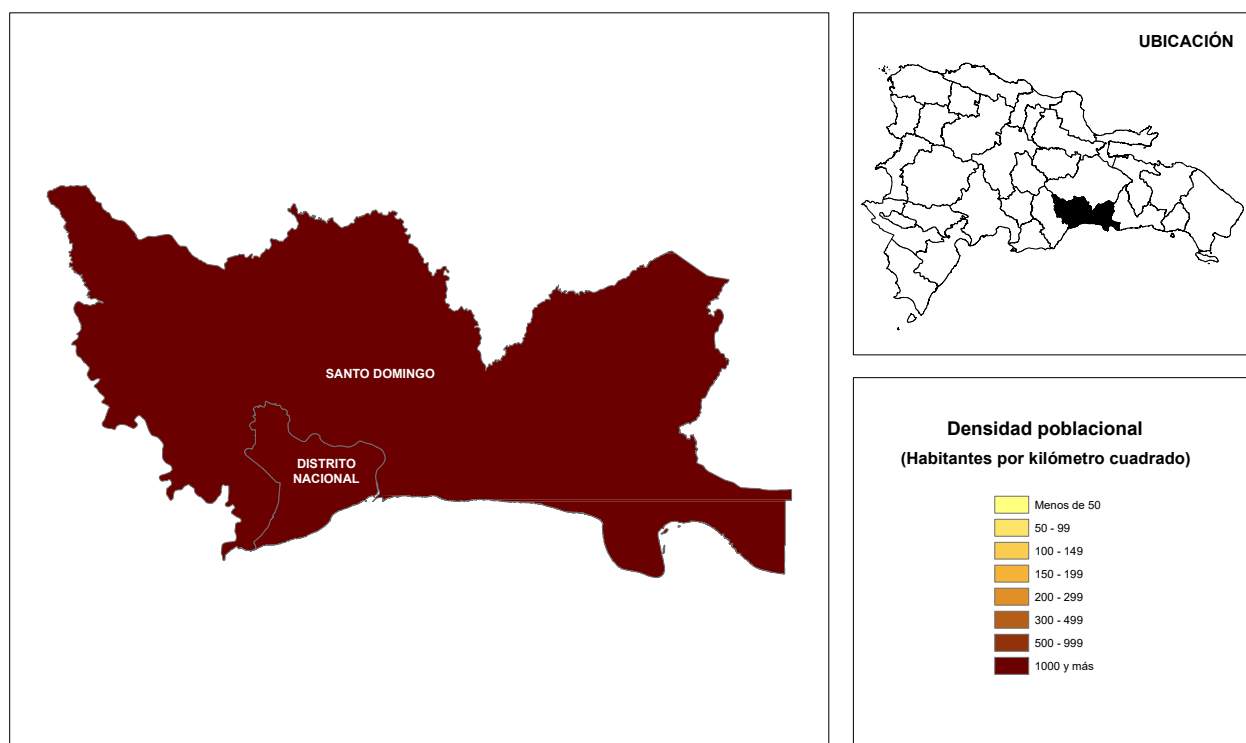 SANTO DOMINGO
DISTRITO
NACIONAL
UBICACIÓN
Densidad poblacional
(Habitantes por kilómetro cuadrado)
Menos de 50
50 - 99
100 - 149
150 - 199
200 - 299
300 - 499
500 - 999
1000 y más